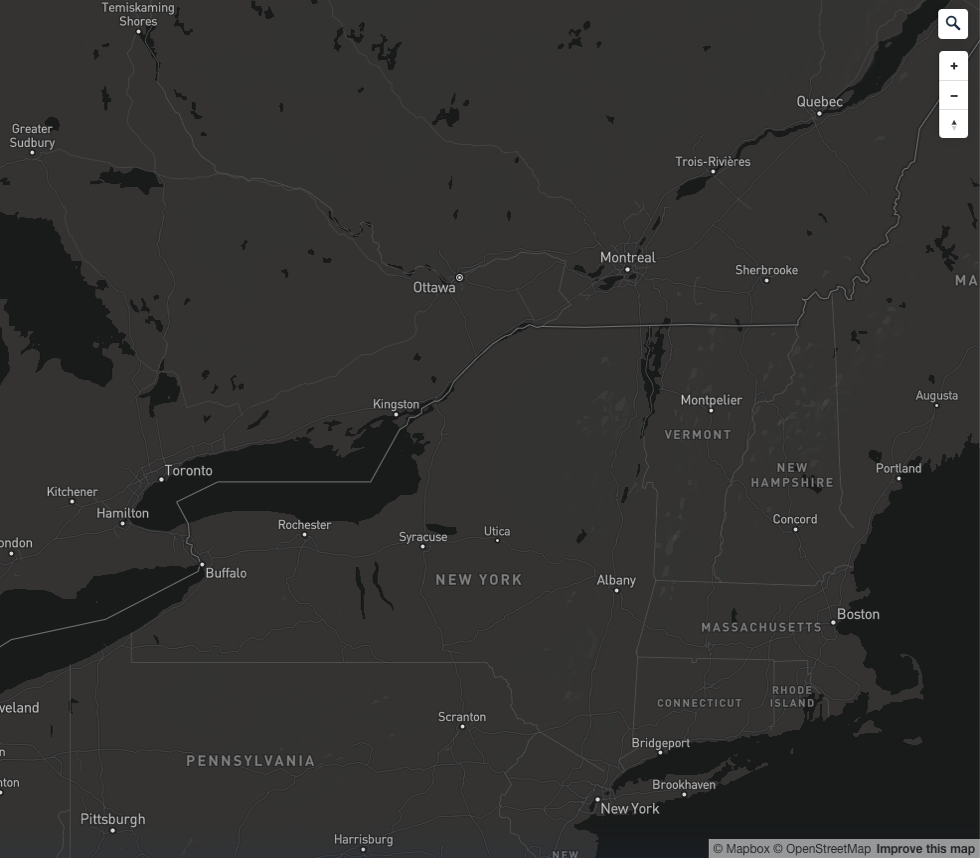 Temiskaming
Shores
Quebec
Greater
Sudbury
Trois-Rivières
Montreal
Sherbrooke
Ottawa
MA
Augusta
Montpelier
Kingston
VERMONT
NEW
HAMPSHIRE
Portland
Toronto
Kitchener
Hamilton
Concord
Rochester
Syracuse
Utica
ondon
Buffalo
NEW YORK
Albany
Boston
MASSACHUSETTS
RHODE
ISLAND
CONNECTICUT
veland
Scranton
Bridgeport
n
PENNSYLVANIA
nton
Brookhaven
New York
Pittsburgh
Harrisburg
NEW
+
−
© Mapbox © OpenStreetMap Improve this map